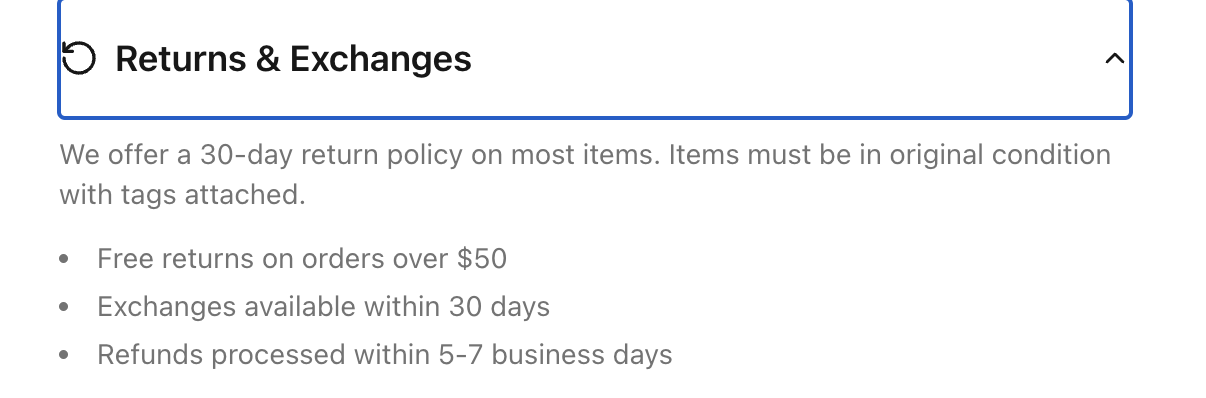 Returns & Exchanges
We offer a 30-day return policy on most items. Items must be in original condition
with tags attached.
• Free returns on orders over $50
• Exchanges available within 30 days
• Refunds processed within 5-7 business days